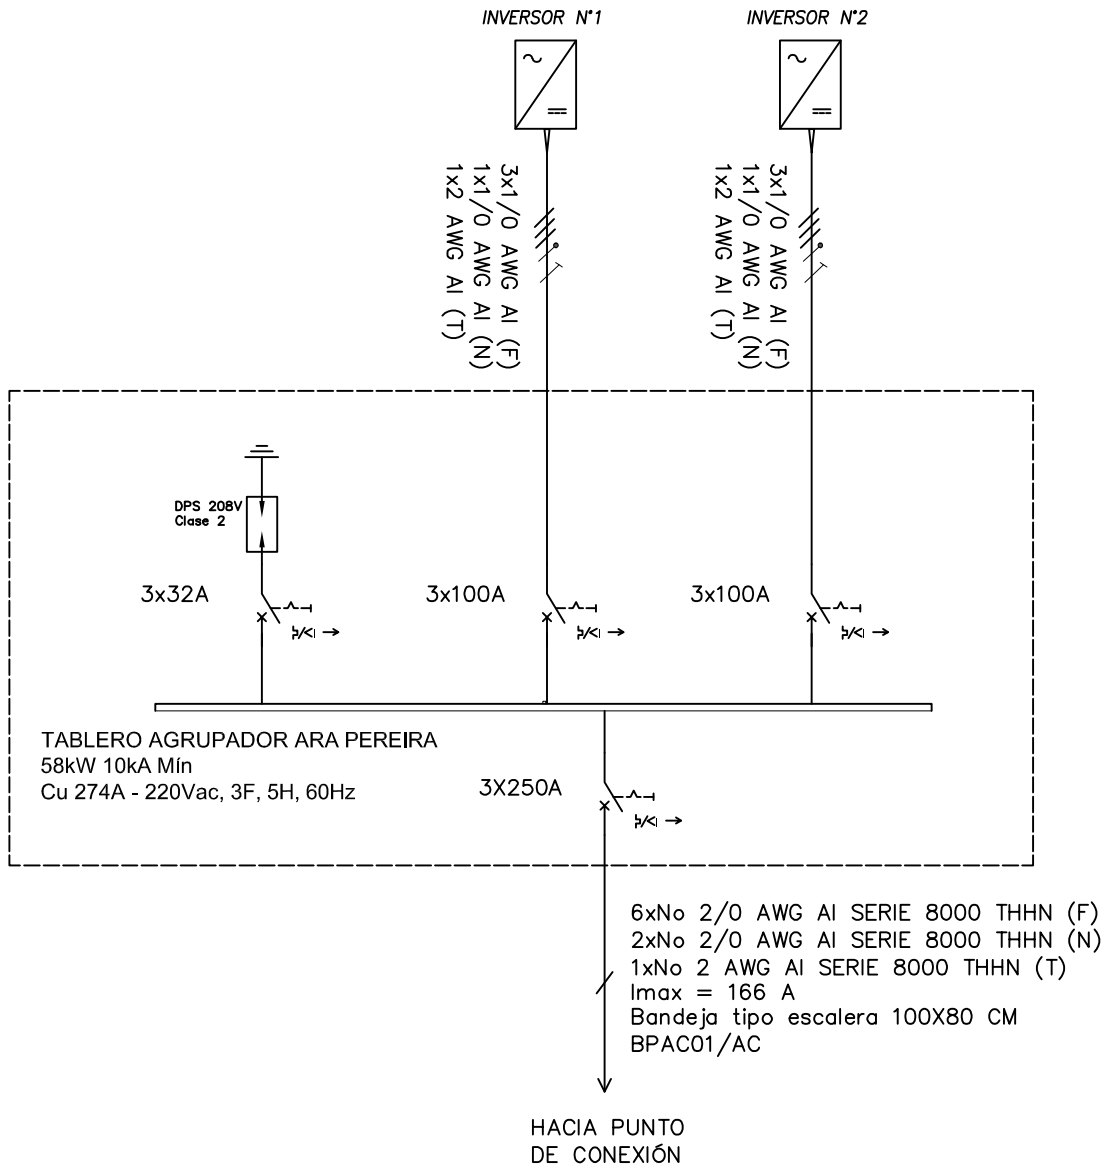 INVERSOR N°1
INVERSOR N°2
3x1/0 AWG Al (F)
1x1/0 AWG Al (N)
1x2 AWG Al (T)
3x1/0 AWG Al (F)
1x1/0 AWG Al (N)
1x2 AWG Al (T)
DPS 208V
Clase 2
3x32A
3x100A
3x100A
TABLERO AGRUPADOR ARA PEREIRA
58kW 10kA Mín
Cu 274A - 220Vac, 3F, 5H, 60Hz
3X250A
6xNo 2/0 AWG Al SERIE 8000 THHN (F)
2xNo 2/0 AWG Al SERIE 8000 THHN (N)
1xNo 2 AWG Al SERIE 8000 THHN (T)
Imax = 166 A
Bandeja tipo escalera 100X80 CM
BPAC01/AC
HACIA PUNTO
DE CONEXIÓN